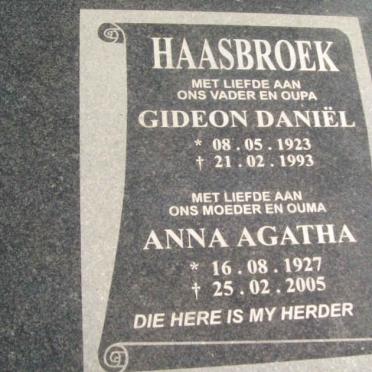 HAASBROEK
MET LIEFDE AAN
ONS VADER EN OUPA
GIDEON DANIËL
* 08 . 05 . 1923
† 21 . 02 . 1993
MET LIEFDE AAN
ONS MOEDER EN OUMA
ANNA AGATHA
* 16 . 08 . 1927
† 25 . 02 . 2005
DIE HERE IS MY HERDER